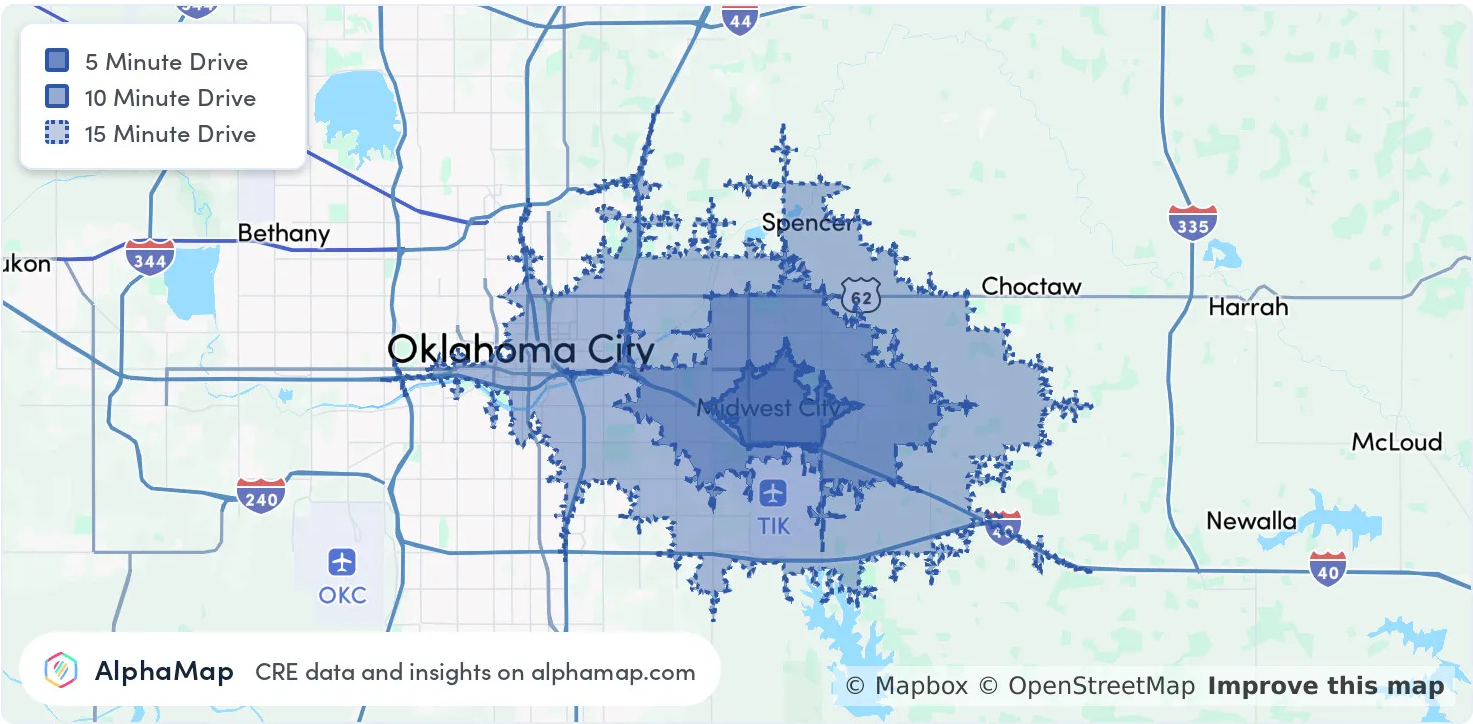 44
5 Minute Drive
10 Minute Drive
15 Minute Drive
Bethany
Spencer
335
344
ukon
62
Choctaw
Harrah
Oklahoma City
Midwest City
McLoud
240
TIK
Newalla
40
40
OKC
AlphaMap CRE data and insights on alphamap.com
© Mapbox © OpenStreetMap Improve this map